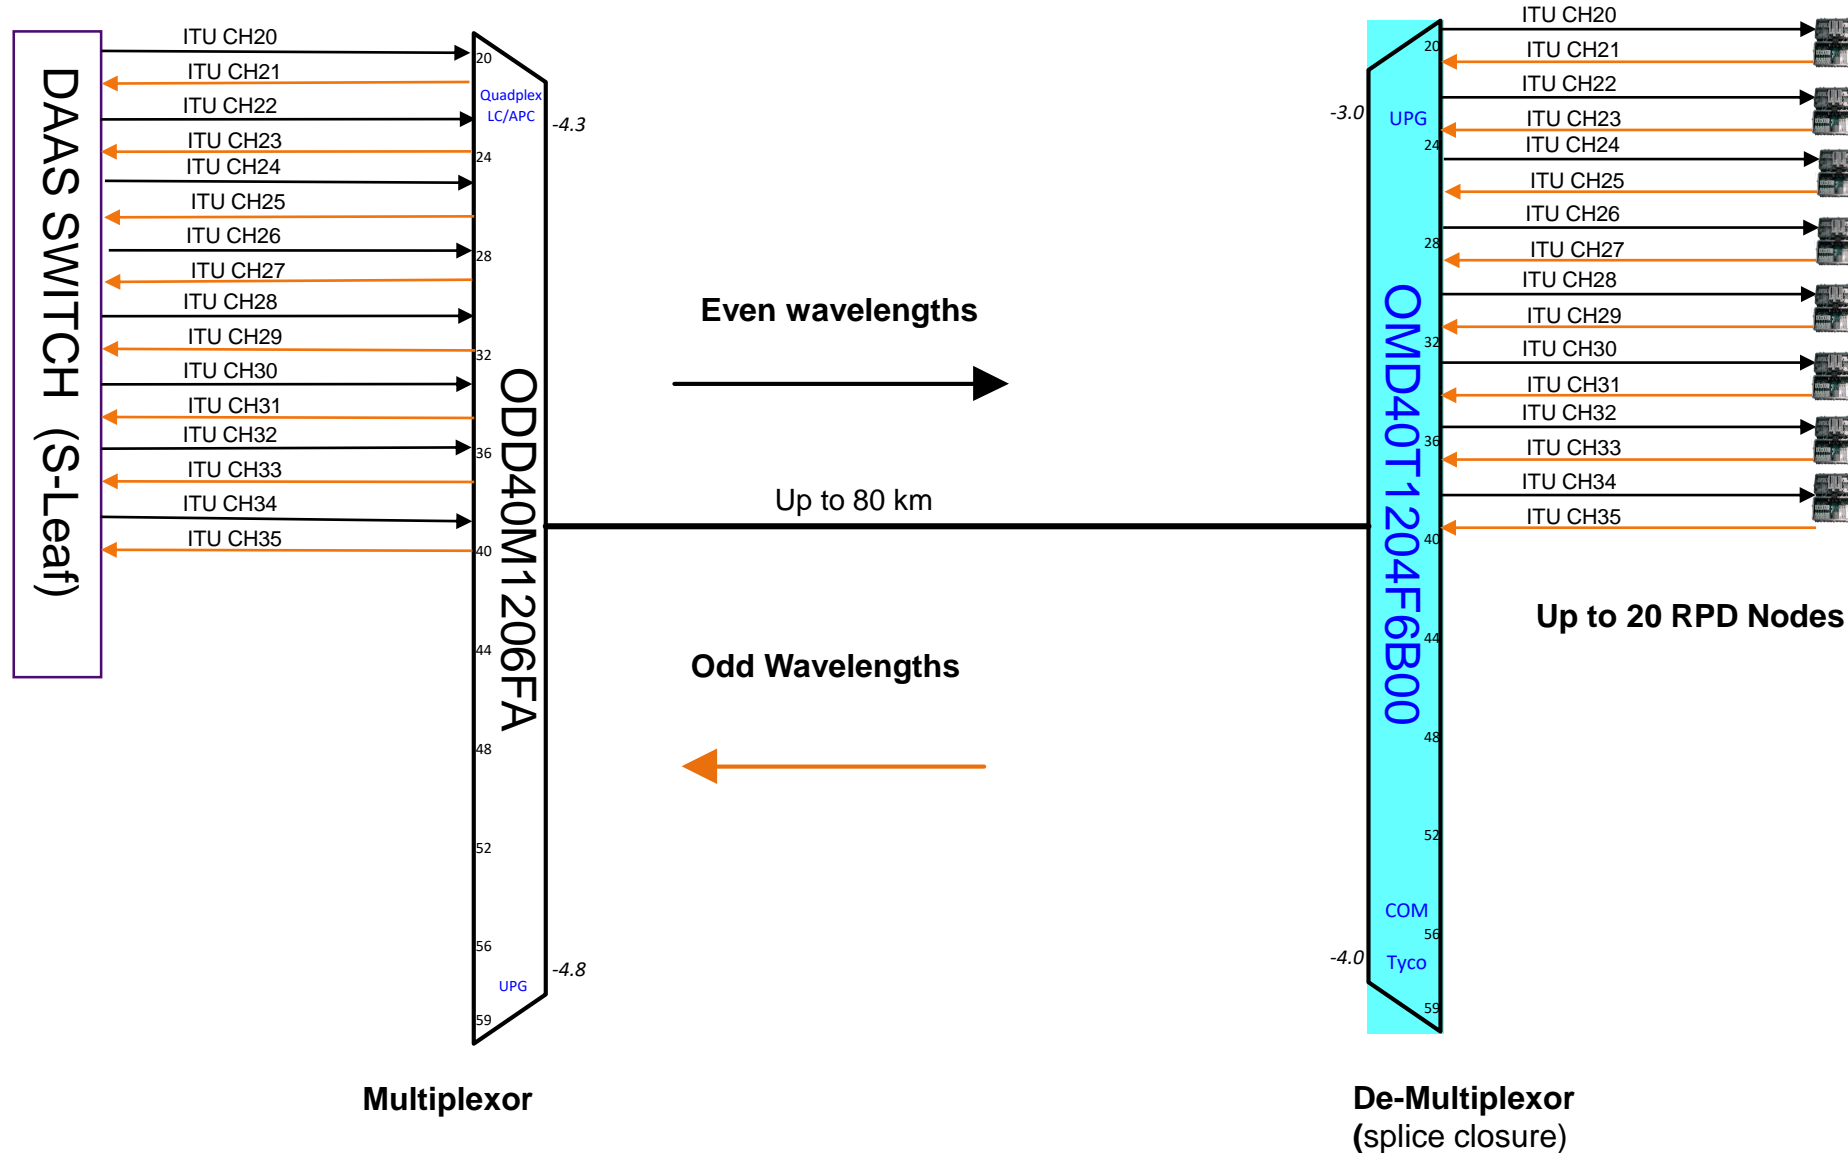 DAAS SWITCH (S-Leaf)
ITU CH20
ITU CH21
ITU CH22
ITU CH23
ITU CH24
ITU CH25
ITU CH26
ITU CH27
ITU CH28
ITU CH29
ITU CH30
ITU CH31
ITU CH32
ITU CH33
ITU CH34
ITU CH35
20
Quadplex
LC/APC
24
28
32
36
40
44
48
52
56
UPG
59
ODD40M1206FA
-4.3
-4.8
Multiplexor
Even wavelengths
Up to 80 km
Odd Wavelengths
-3.0
-4.0
20
UPG
24
28
32
36
40
44
48
52
COM
56
Tyco
59
OMD40T1204F6B00
De-Multiplexor
(splice closure)
ITU CH20
ITU CH21
ITU CH22
ITU CH23
ITU CH24
ITU CH25
ITU CH26
ITU CH27
ITU CH28
ITU CH29
ITU CH30
ITU CH31
ITU CH32
ITU CH33
ITU CH34
ITU CH35
Up to 20 RPD Nodes